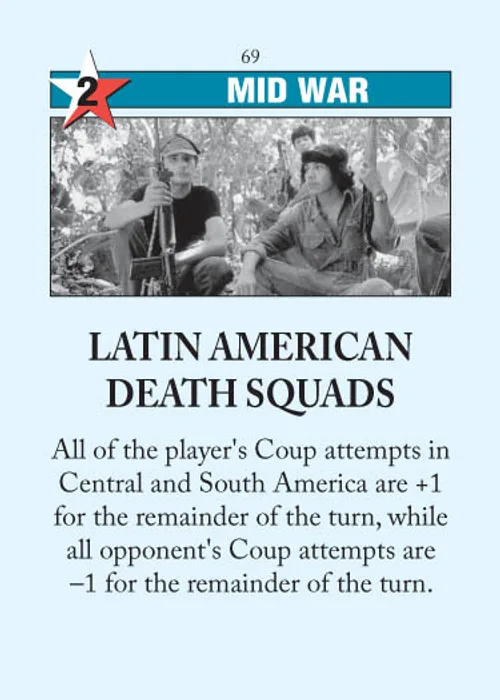 69
2
MID WAR
LATIN AMERICAN
DEATH SQUADS
All of the player's Coup attempts in
Central and South America are +1
for the remainder of the turn, while
all opponent's Coup attempts are
–1 for the remainder of the turn.